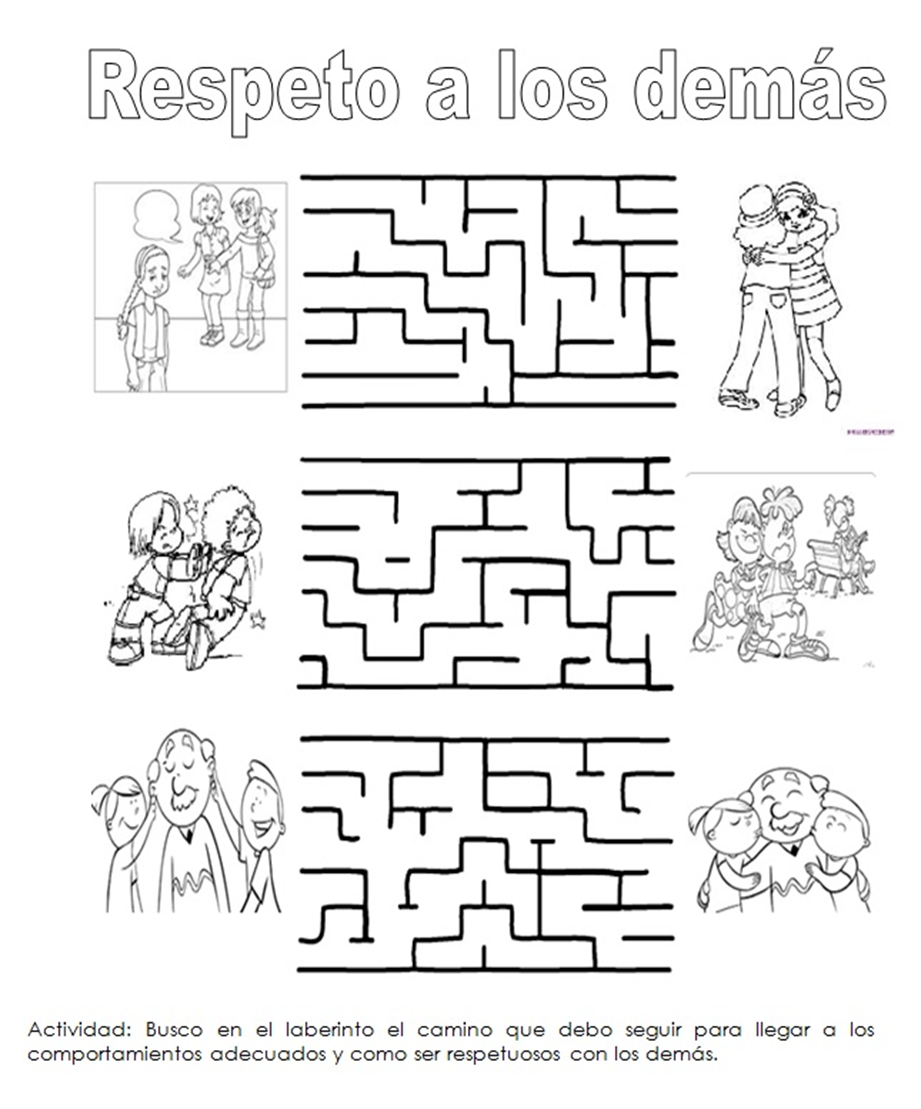 Respeto a los demás
Actividad: Busco en el laberinto el camino que debo seguir para llegar a los
comportamientos adecuados y como ser respetuosos con los demás.